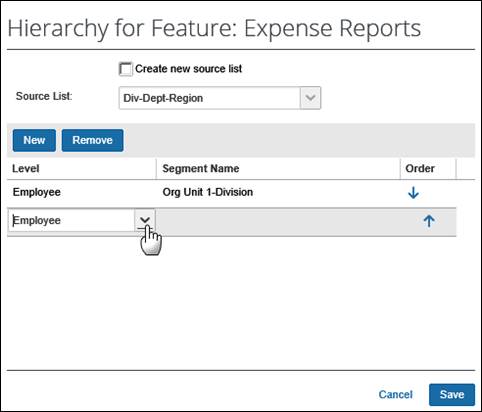 Hierarchy for Feature: Expense Reports
Create new source list
Source List: Div-Dept-Region
New Remove
Level Segment Name Order
Employee Org Unit 1-Division
Employee
Cancel Save